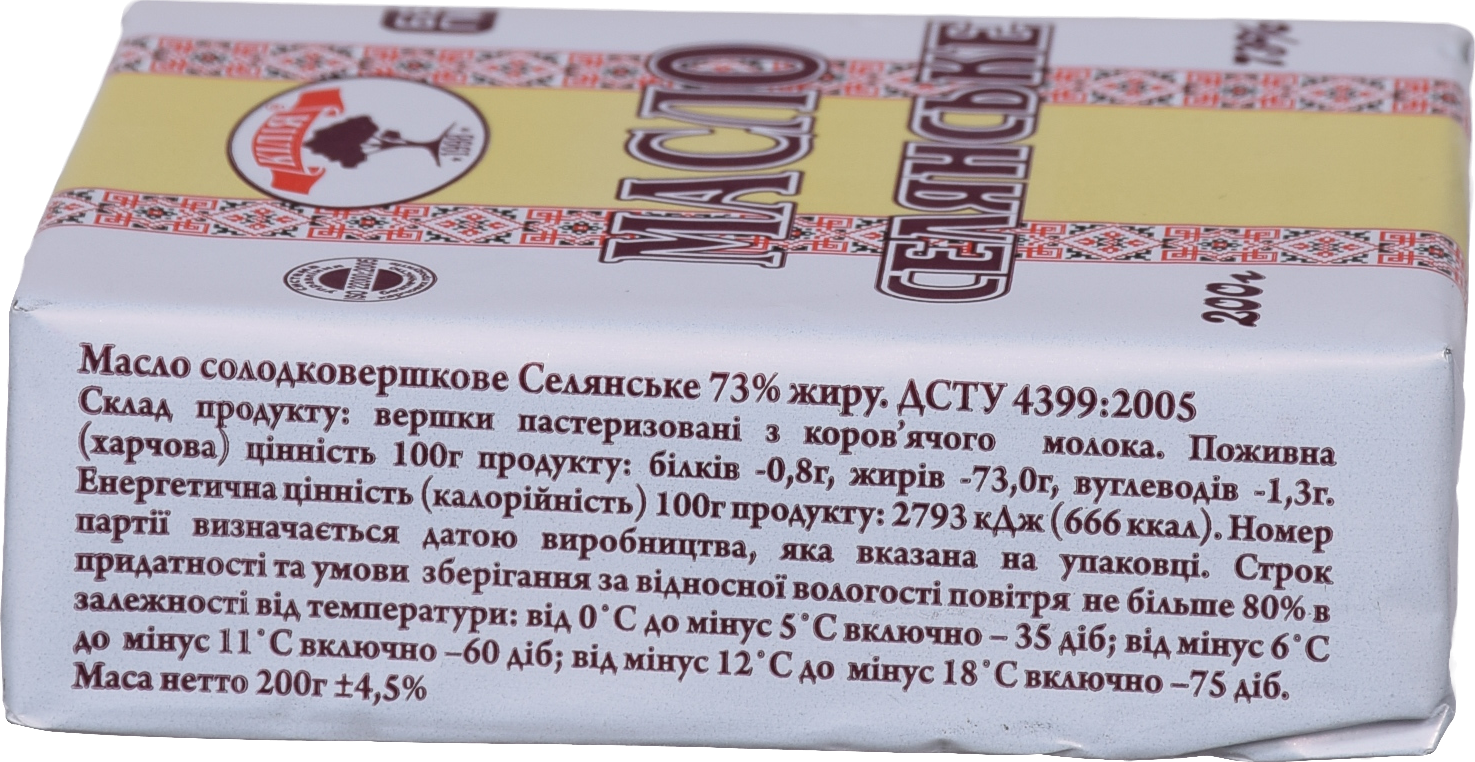 КІЛІЯ
*1998*
МАСЛО
СЕЛЯНСЬКЕ
200г
ISO 22000:2005
Масло солодковершкове Селянське 73% жиру. ДСТУ 4399:2005
Склад продукту: вершки пастеризовані з коров’ячого молока. Поживна
(харчова) цінність 100г продукту: білків -0,8г, жирів -73,0г, вуглеводів -1,3г.
Енергетична цінність (калорійність) 100г продукту: 2793 кДж (666 ккал). Номер
партії визначається датою виробництва, яка вказана на упаковці. Строк
придатності та умови зберігання за відносної вологості повітря не більше 80% в
залежності від температури: від 0°С до мінус 5°С включно – 35 діб; від мінус 6°С
до мінус 11°С включно –60 діб; від мінус 12°С до мінус 18°С включно –75 діб.
Маса нетто 200г ±4,5%